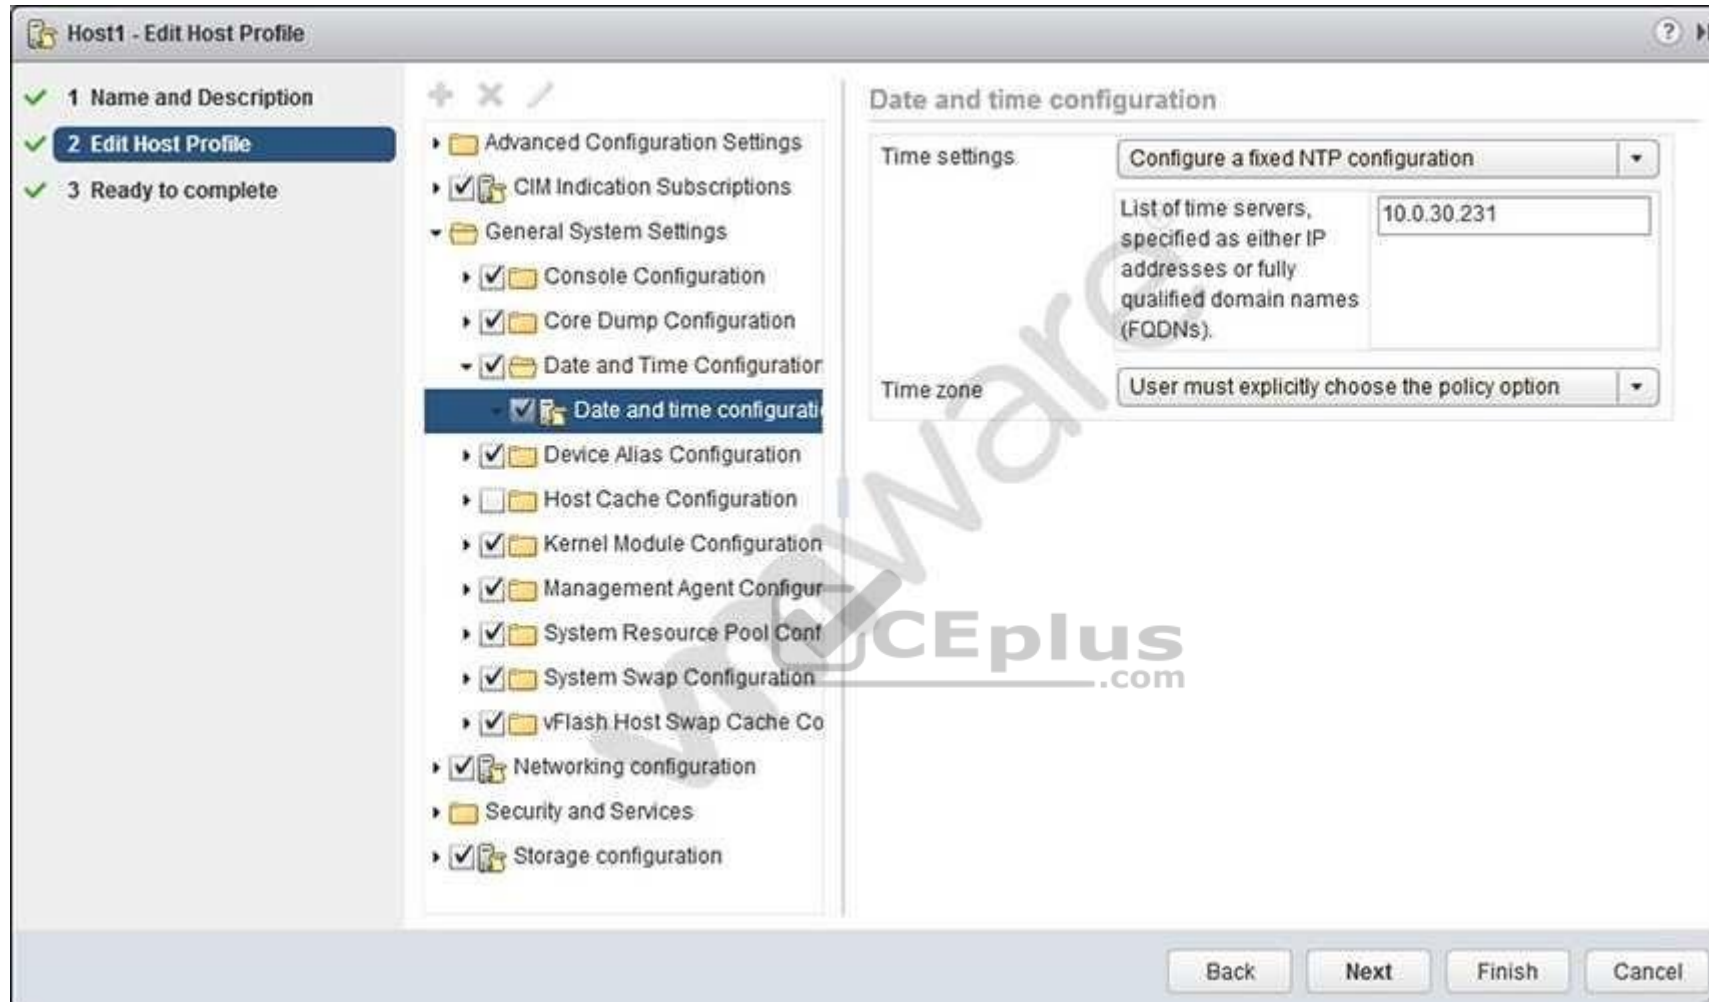 Host1 - Edit Host Profile
?
1 Name and Description
2 Edit Host Profile
3 Ready to complete
Advanced Configuration Settings
CIM Indication Subscriptions
General System Settings
Console Configuration
Core Dump Configuration
Date and Time Configuration
Date and time configurati
Device Alias Configuration
Host Cache Configuration
Kernel Module Configuration
Management Agent Configur
System Resource Pool Conf
System Swap Configuration
vFlash Host Swap Cache Co
Networking configuration
Security and Services
Storage configuration
Date and time configuration
Time settings
Configure a fixed NTP configuration
List of time servers,
specified as either IP
addresses or fully
qualified domain names
(FQDNs).
10.0.30.231
Time zone
User must explicitly choose the policy option
vmware
CEplus
.com
Back
Next
Finish
Cancel